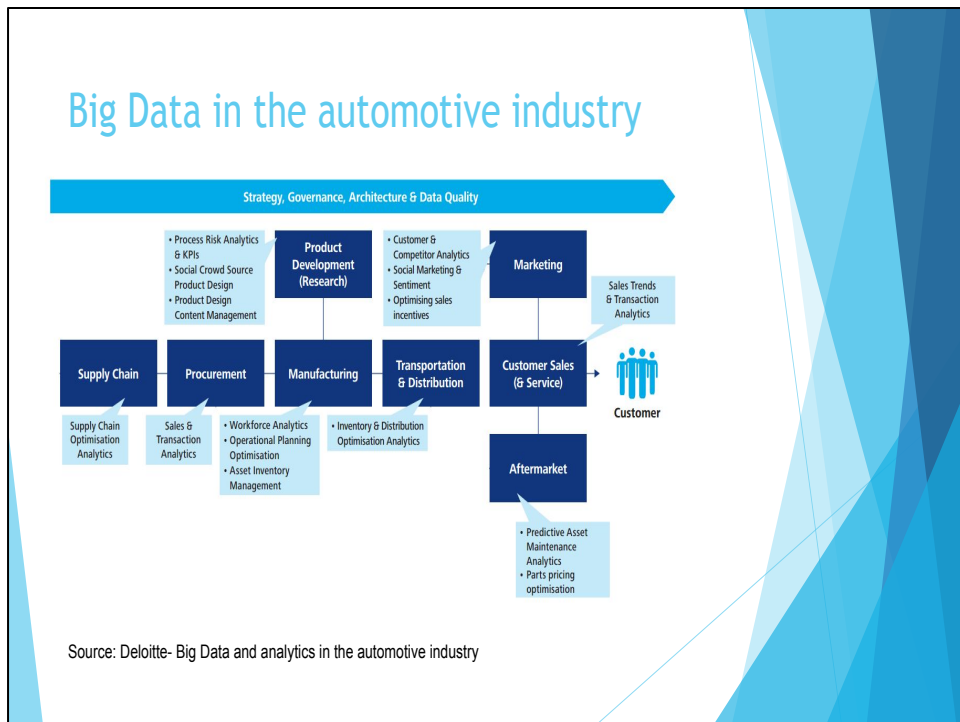 Big Data in the automotive industry
Strategy, Governance, Architecture & Data Quality
• Process Risk Analytics
& KPIs
• Social Crowd Source
Product Design
• Product Design
Content Management
Product
Development
(Research)
• Customer &
Competitor Analytics
• Social Marketing &
Sentiment
• Optimising sales
incentives
Marketing
Sales Trends
& Transaction
Analytics
Supply Chain
Procurement
Manufacturing
Transportation
& Distribution
Customer Sales
(& Service)
Customer
Supply Chain
Optimisation
Analytics
Sales &
Transaction
Analytics
• Workforce Analytics
• Operational Planning
Optimisation
• Asset Inventory
Management
• Inventory & Distribution
Optimisation Analytics
Aftermarket
• Predictive Asset
Maintenance
Analytics
• Parts pricing
optimisation
Source: Deloitte- Big Data and analytics in the automotive industry